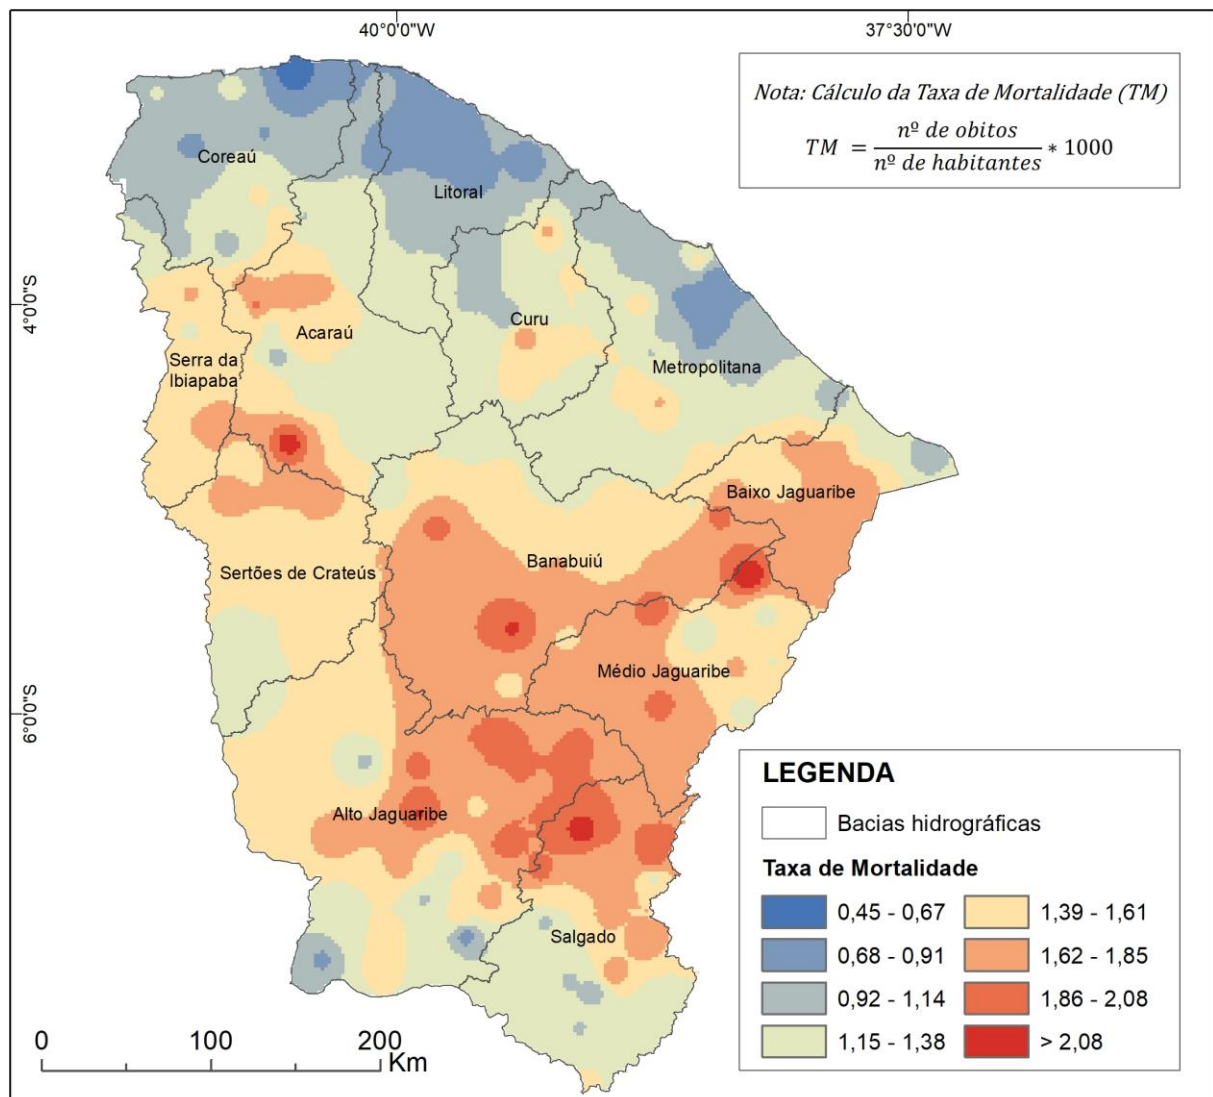 40°0'0"W
37°30'0"W
Nota: Cálculo da Taxa de Mortalidade (TM)
TM = nº de obitos / nº de habitantes * 1000
Coreaú
Litoral
4°0'0"S
Acaraú
Curu
Serra da
Ibiapaba
Metropolitana
Baixo Jaguaribe
Banabuiú
Sertões de Crateús
Médio Jaguaribe
6°0'0"S
Alto Jaguaribe
Salgado
LEGENDA
Bacias hidrográficas
Taxa de Mortalidade
0,45 - 0,67
1,39 - 1,61
0,68 - 0,91
1,62 - 1,85
0,92 - 1,14
1,86 - 2,08
1,15 - 1,38
> 2,08
0 100 200
Km